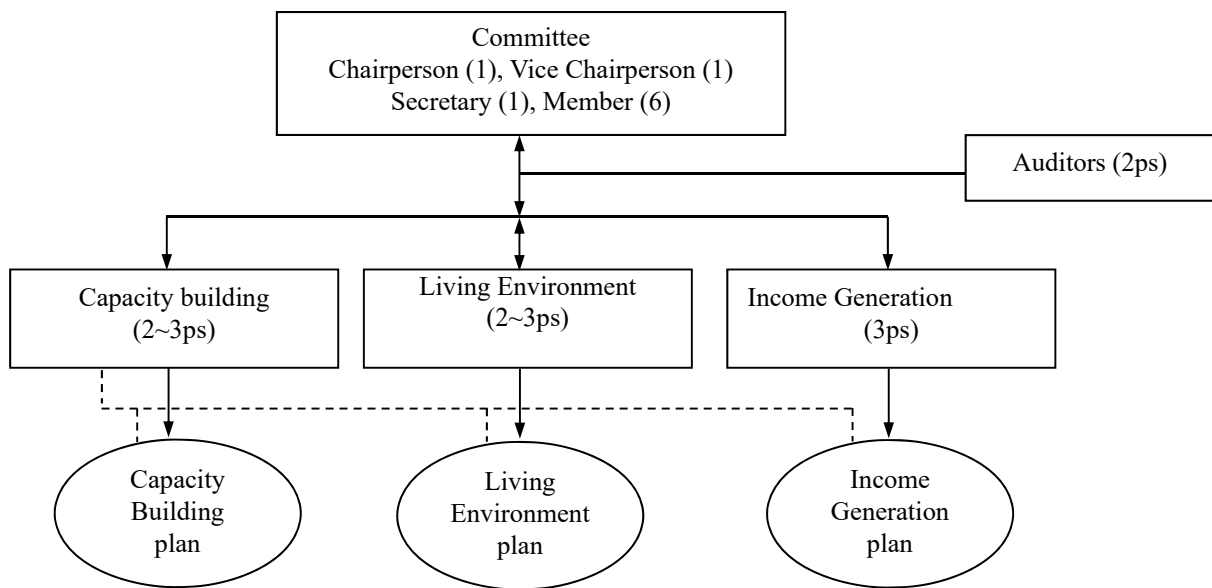 Committee
Chairperson (1), Vice Chairperson (1)
Secretary (1), Member (6)
Auditors (2ps)
Capacity building
(2~3ps)
Living Environment
(2~3ps)
Income Generation
(3ps)
Capacity
Building
plan
Living
Environment
plan
Income
Generation
plan